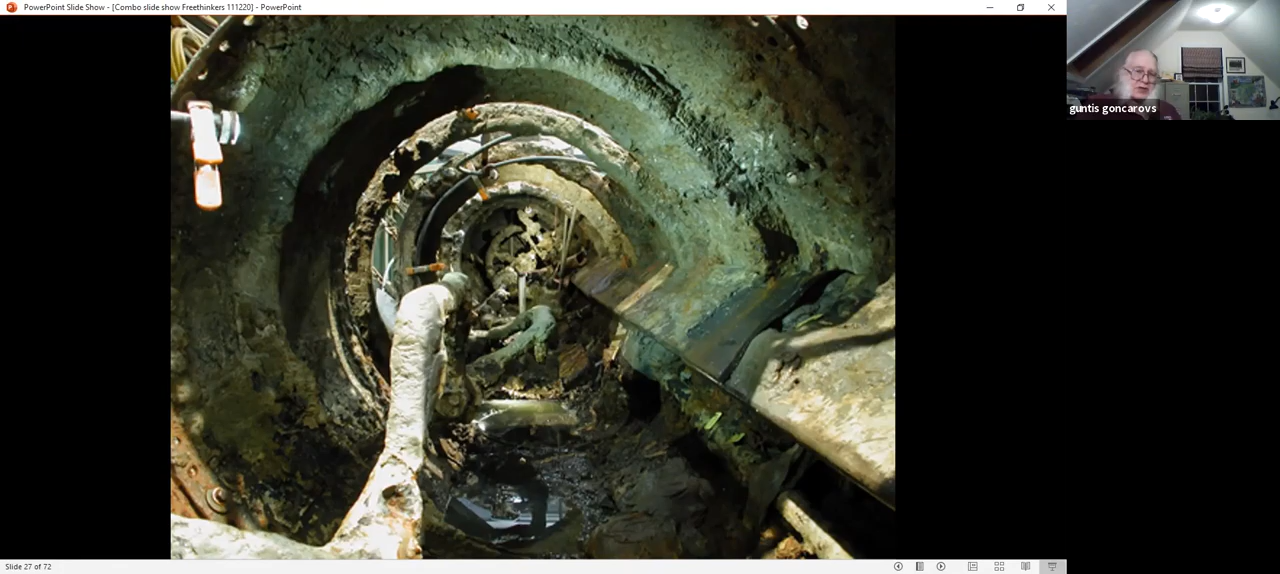 PowerPoint Slide Show - [Combo slide show Freethinkers 111220] - PowerPoint
guntis goncarovs
Slide 27 of 72